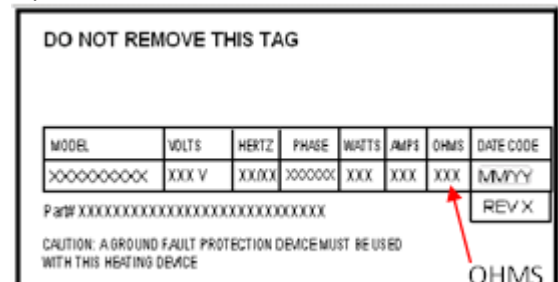 DO NOT REMOVE THIS TAG
MODEL VOLTS HERTZ PHASE WATTS AMPS OHMS DATE CODE
XXXXXXXXXX XXX V XX/XX XXXXXX XXX XXX XXX MM/YY
Part# XXXXXXXXXXXXXXXXXXXXXXXXXXXX REV X
CAUTION: A GROUND FAULT PROTECTION DEVICE MUST BE USED
WITH THIS HEATING DEVICE
OHMS